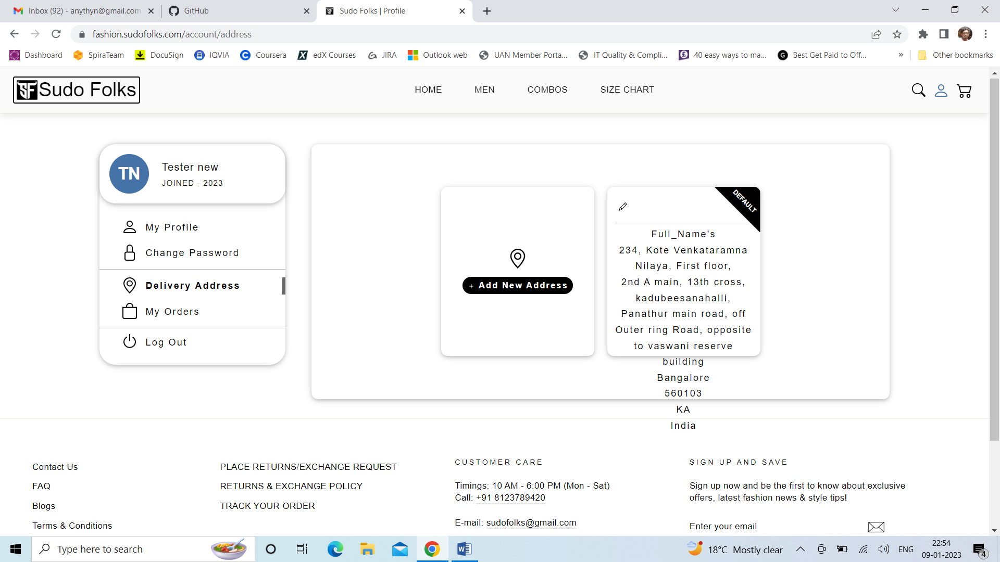 Inbox (92) - anythyn@gmail.com
GitHub
Sudo Folks | Profile
fashion.sudofolks.com/account/address
Dashboard
SpiraTeam
DocuSign
IQVIA
Coursera
edX Courses
JIRA
Outlook web
UAN Member Porta...
IT Quality & Compli...
40 easy ways to ma...
Best Get Paid to Off...
»
Other bookmarks
SF Sudo Folks
HOME
MEN
COMBOS
SIZE CHART
TN
Tester new
JOINED - 2023
My Profile
Change Password
Delivery Address
My Orders
Log Out
+ Add New Address
DEFAULT
Full_Name's
234, Kote Venkataramna
Nilaya, First floor,
2nd A main, 13th cross,
kadubeesanahalli,
Panathur main road, off
Outer ring Road, opposite
to vaswani reserve
building
Bangalore
560103
KA
India
Contact Us
FAQ
Blogs
Terms & Conditions
PLACE RETURNS/EXCHANGE REQUEST
RETURNS & EXCHANGE POLICY
TRACK YOUR ORDER
CUSTOMER CARE
Timings: 10 AM - 6:00 PM (Mon - Sat)
Call: +91 8123789420
E-mail: sudofolks@gmail.com
SIGN UP AND SAVE
Sign up now and be the first to know about exclusive
offers, latest fashion news & style tips!
Enter your email
Type here to search
18°C Mostly clear
ENG
22:54
09-01-2023
4